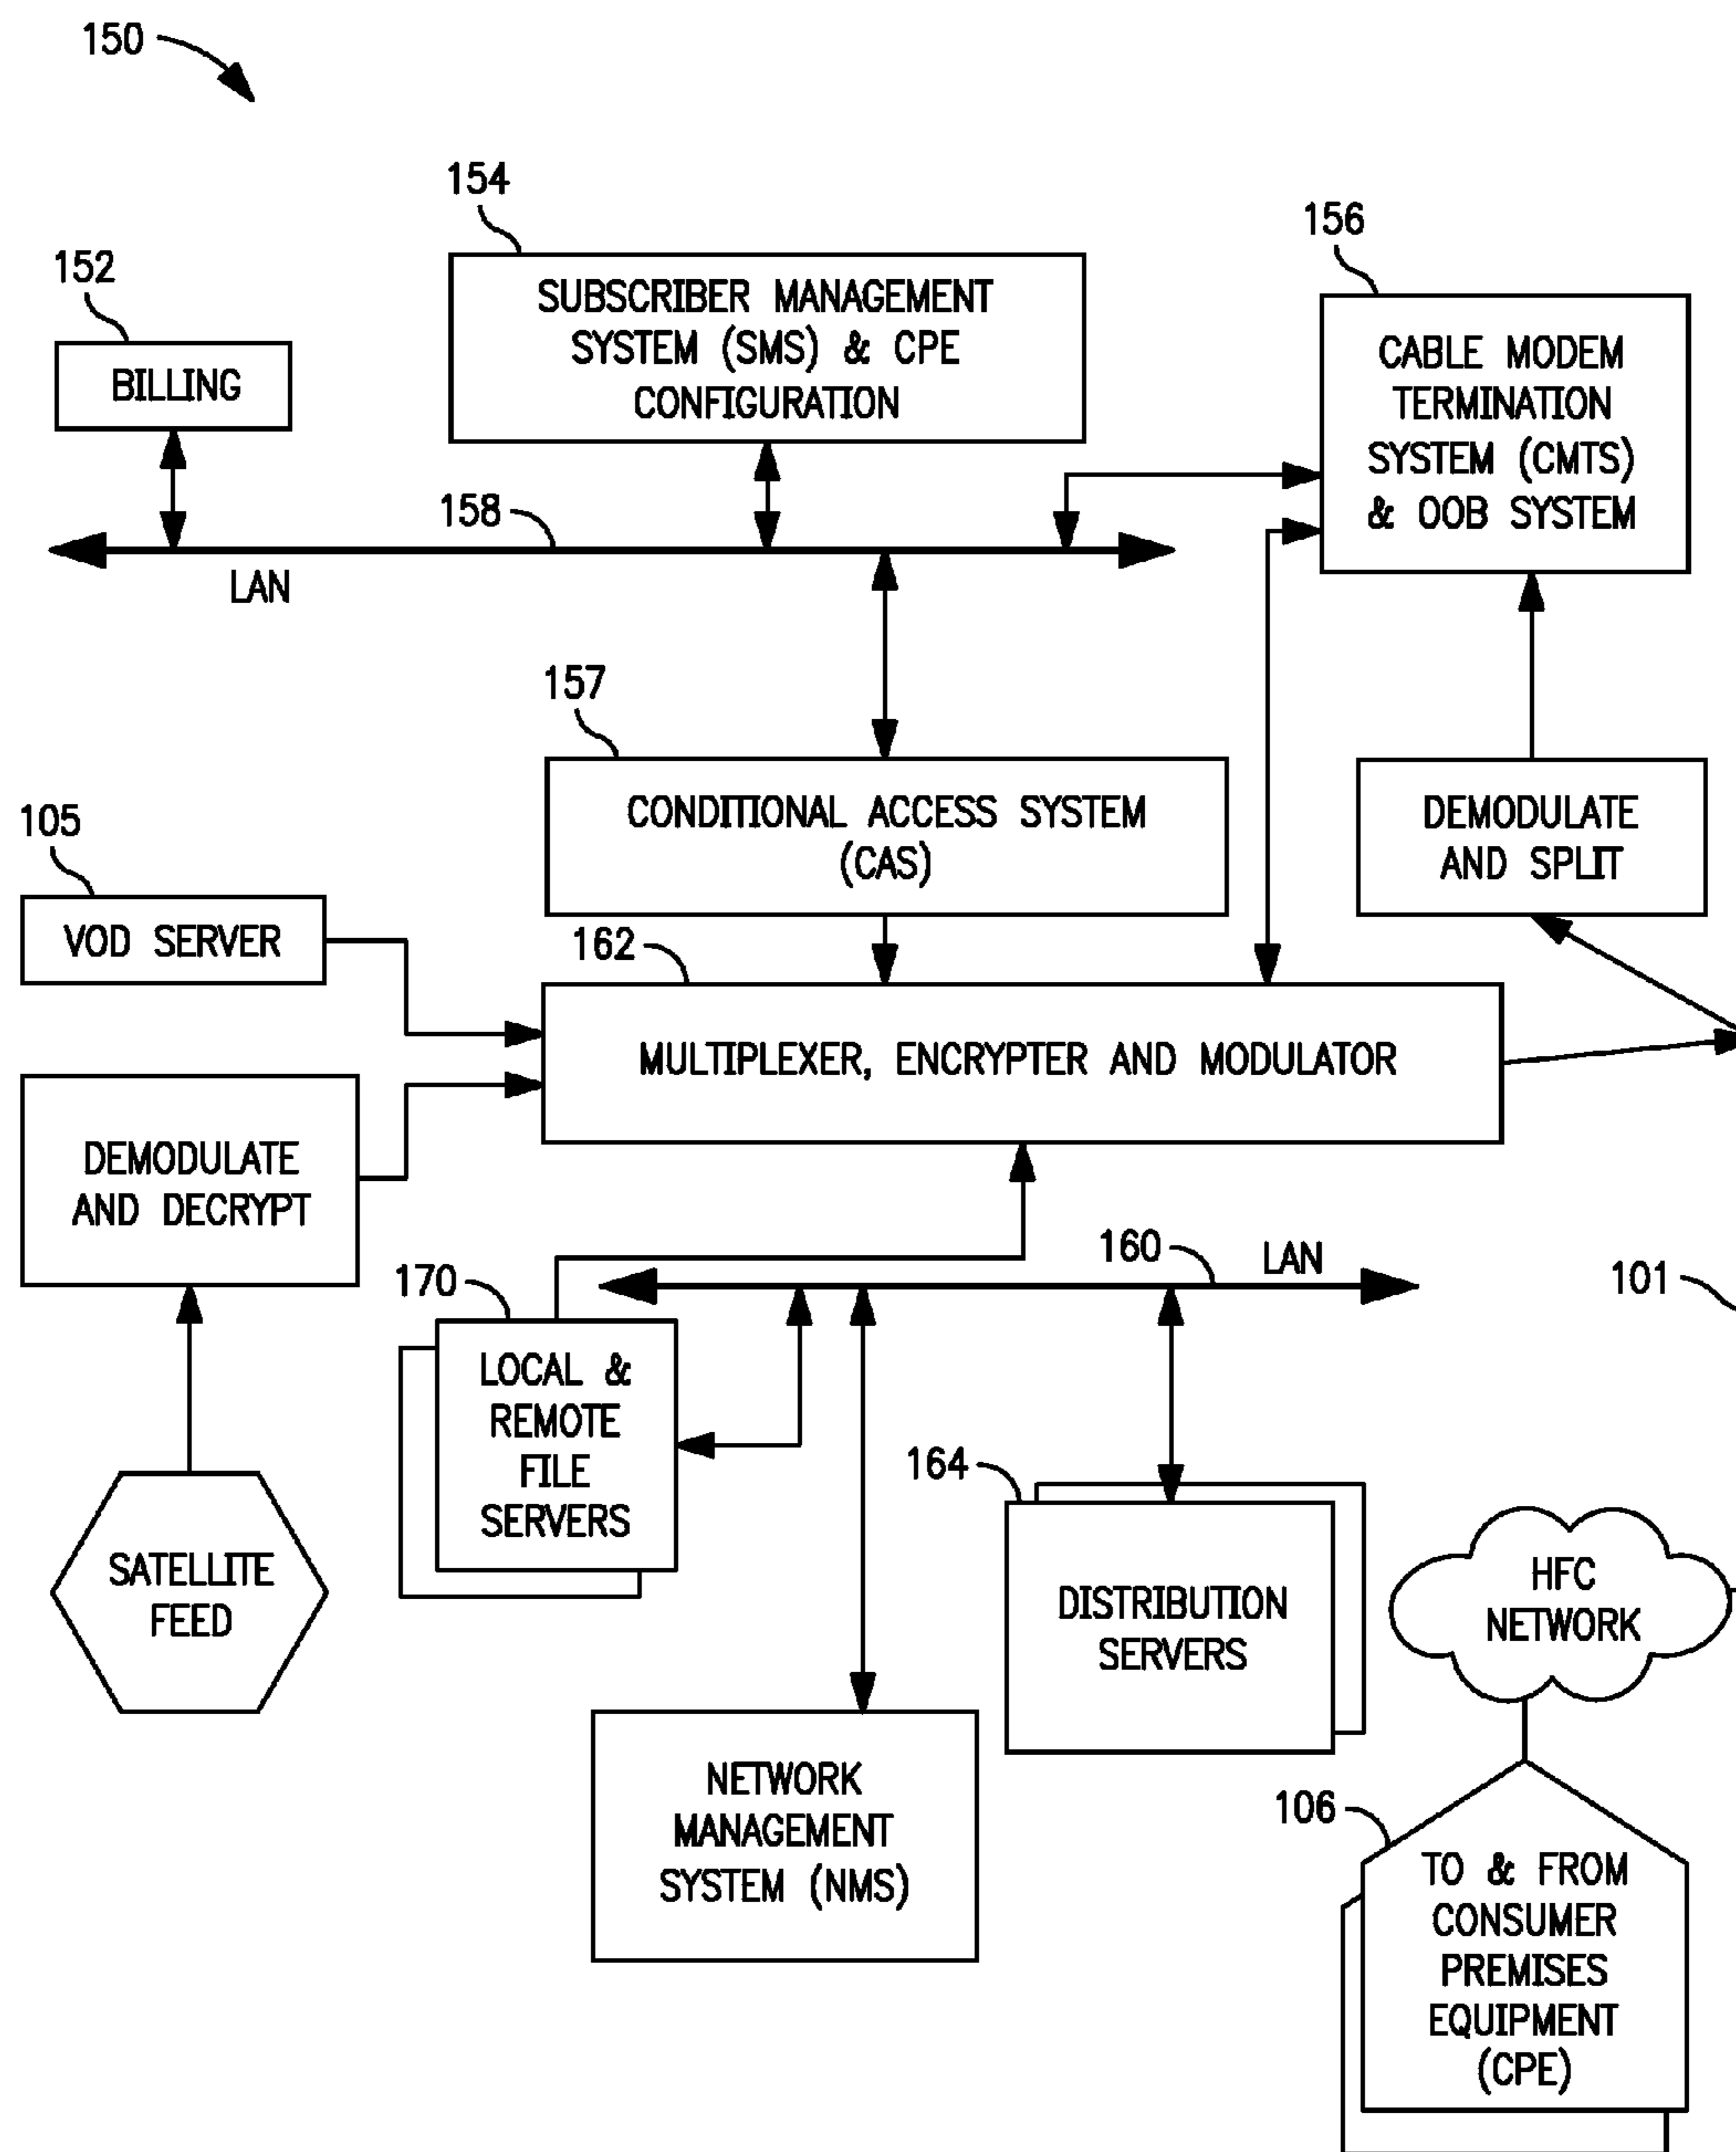 150
154
156
152
SUBSCRIBER MANAGEMENT
SYSTEM (SMS) & CPE
CONFIGURATION
BILLING
CABLE MODEM
TERMINATION
SYSTEM (CMTS)
& OOB SYSTEM
158
LAN
157
CONDITIONAL ACCESS SYSTEM
(CAS)
DEMODULATE
AND SPLIT
105
VOD SERVER
162
MULTIPLEXER, ENCRYPTER AND MODULATOR
DEMODULATE
AND DECRYPT
160
LAN
101
170
LOCAL &
REMOTE
FILE
SERVERS
164
DISTRIBUTION
SERVERS
SATELLITE
FEED
HFC
NETWORK
NETWORK
MANAGEMENT
SYSTEM (NMS)
106
TO & FROM
CONSUMER
PREMISES
EQUIPMENT
(CPE)